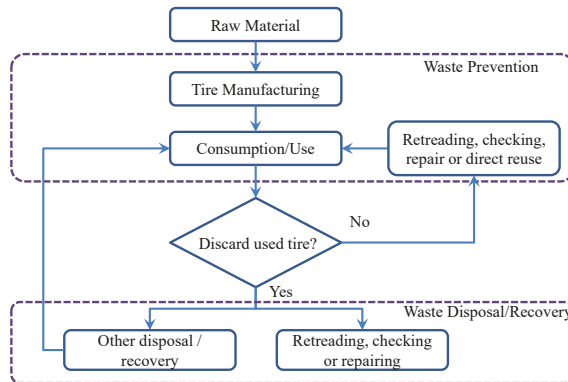 Raw Material
Waste Prevention
Tire Manufacturing
Consumption/Use
Retreading, checking,
repair or direct reuse
No
Discard used tire?
Yes
Waste Disposal/Recovery
Other disposal /
recovery
Retreading, checking
or repairing